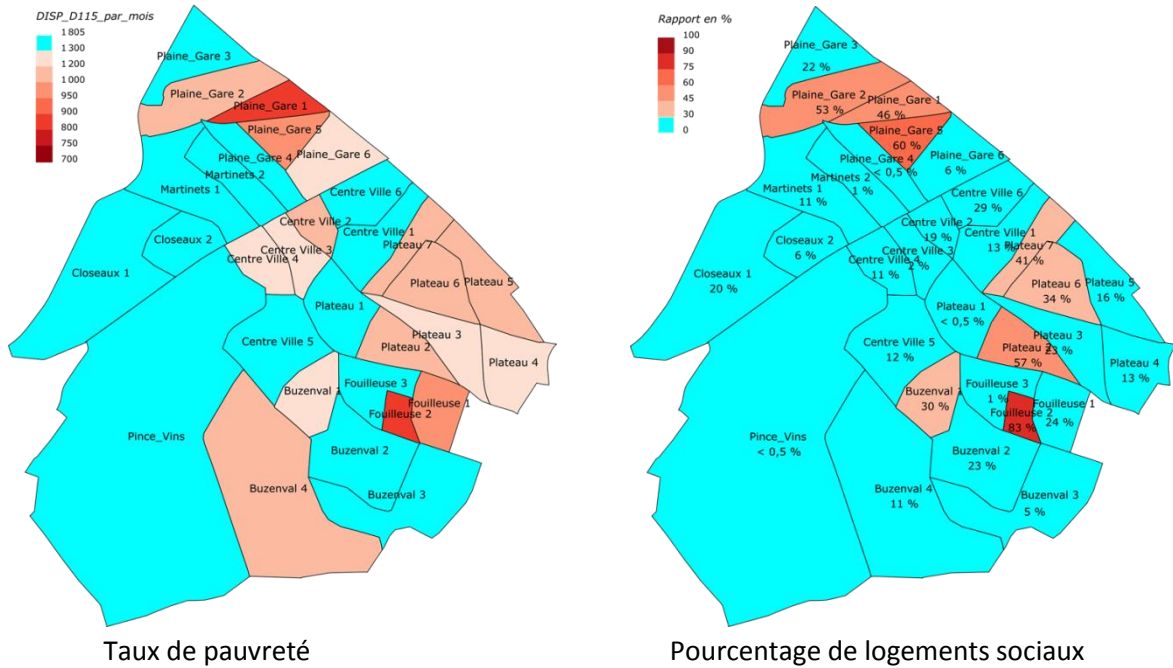 DISP_D115_par_mois
1 805
1 300
1 200
1 000
950
900
800
750
700
Plaine_Gare 3
Plaine_Gare 2
Plaine_Gare 1
Plaine_Gare 5
Plaine_Gare 4
Plaine_Gare 6
Martinets 2
Martinets 1
Centre Ville 6
Centre Ville 2
Closeaux 2
Centre Ville 1
Centre Ville 3
Plateau
Centre Ville 4
Closeaux 1
Plateau 5
Plateau 6
Plateau 1
Plateau 3
Plateau 2
Centre Ville 5
Plateau 4
Fouilleuse 3
Buzenval 1
Fouilleuse 1
Fouilleuse 2
Pince_Vins
Buzenval 2
Buzenval 4
Buzenval 3
Taux de pauvreté
Rapport en %
100
90
75
60
45
30
0
Plaine_Gare 3
22 %
Plaine_Gare 2
53 %
Plaine_Gare 1
46 %
Plaine_Gare 5
60 %
Plaine_Gare 4
< 0,5 %
Plaine_Gare 6
6 %
Martinets 2
1 %
Martinets 1
11 %
Centre Ville 6
29 %
Centre Ville 2
19 %
Centre Ville 1
13 %
Closeaux 2
6 %
Centre Ville 3
2 %
Centre Ville 4
11 %
Plateau 7
41 %
Closeaux 1
20 %
Plateau 5
16 %
Plateau 6
34 %
Plateau 1
< 0,5 %
Plateau 3
23 %
Plateau 2
57 %
Centre Ville 5
12 %
Plateau 4
13 %
Fouilleuse 3
1 %
Buzenval 1
30 %
Fouilleuse 1
24 %
Fouilleuse 2
83 %
Pince_Vins
< 0,5 %
Buzenval 2
23 %
Buzenval 4
11 %
Buzenval 3
5 %
Pourcentage de logements sociaux